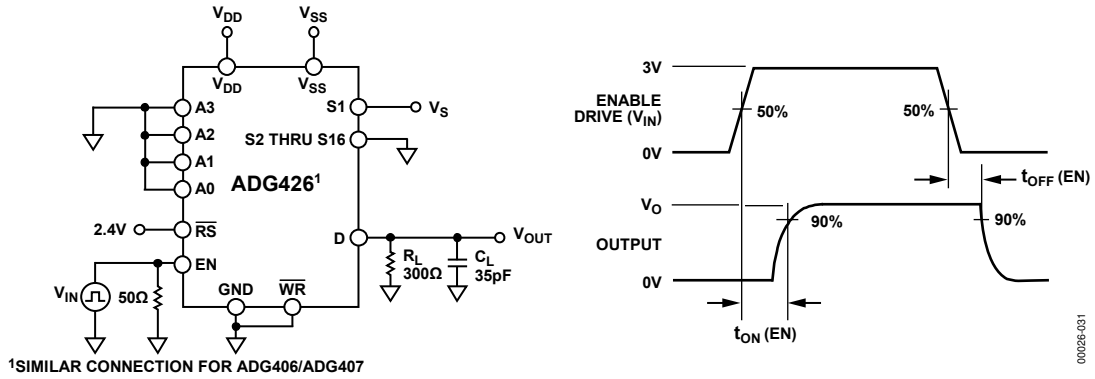 VDD
VSS
VDD
VSS
A3
A2
A1
A0
ADG426¹
S1
VS
S2 THRU S16
2.4V
RS
EN
VIN
50Ω
GND
WR
D
VOUT
RL
300Ω
CL
35pF
¹SIMILAR CONNECTION FOR ADG406/ADG407
3V
ENABLE
DRIVE (VIN)
50%
50%
0V
tOFF (EN)
VO
90%
90%
OUTPUT
0V
tON (EN)
00026-031